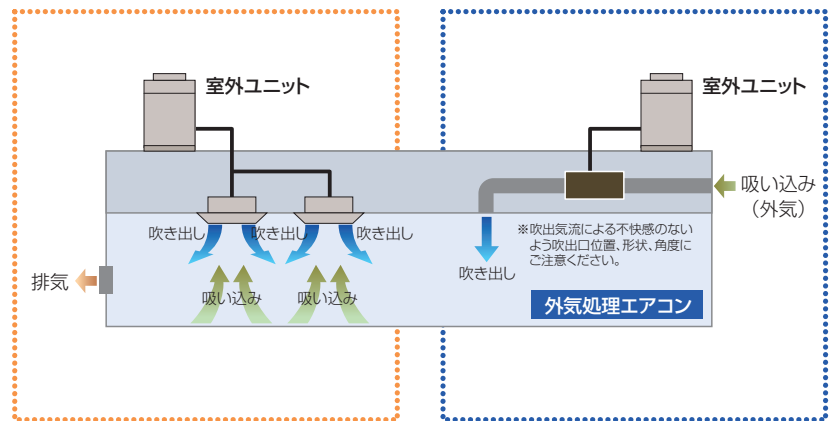 室外ユニット
室外ユニット
吸い込み
（外気）
吹き出し
吹き出し
吹き出し
※吹出気流による不快感のない
よう吹出口位置、形状、角度に
ご注意ください。
吹き出し
排気
吸い込み
吸い込み
外気処理エアコン